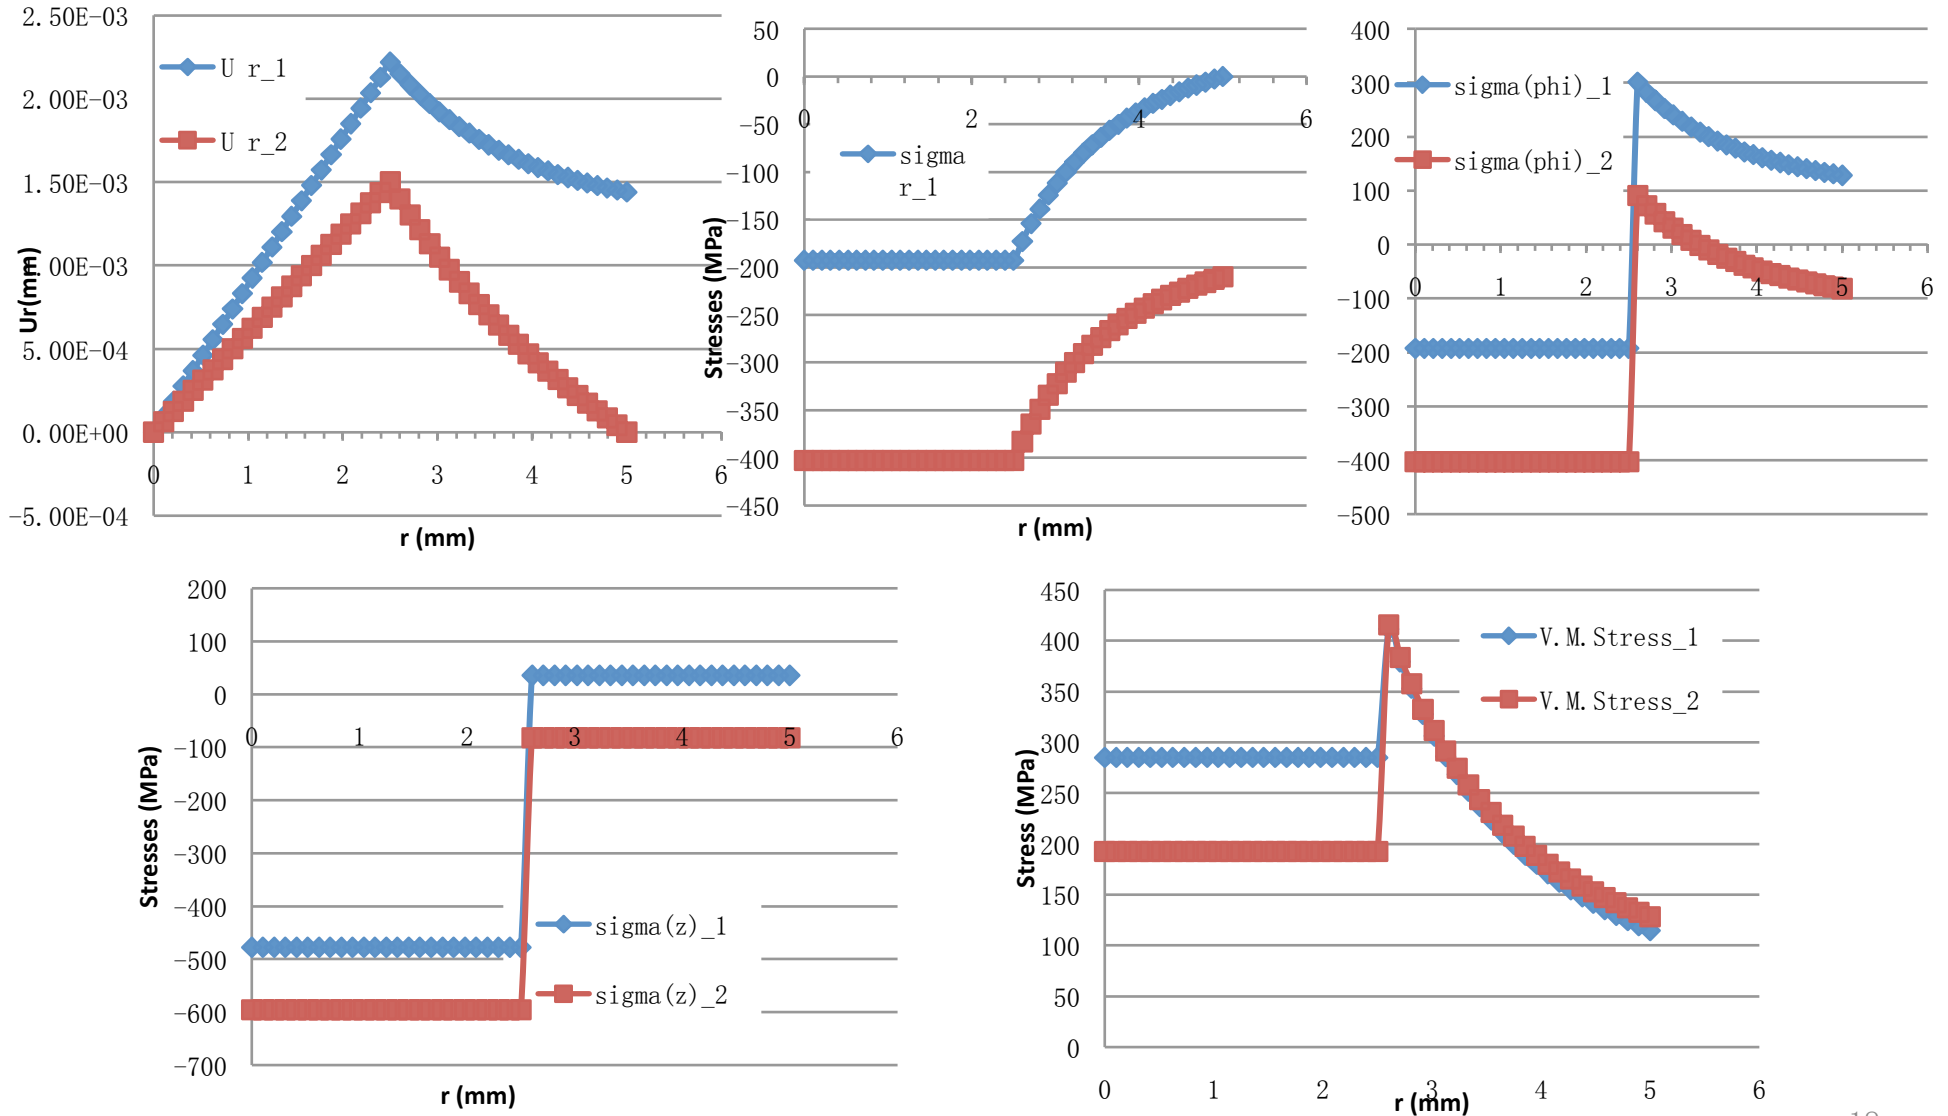 2.50E-03
2.00E-03
1.50E-03
00E-03
5.00E-04
0.00E+00
-5.00E-04
0 1 2 3 4 5 6
Ur(mm)
r (mm)
U r_1
U r_2
50
0
-50
-100
-150
-200
-250
-300
-350
-400
-450
0 2 4 6
Stresses (MPa)
r (mm)
sigma
r_1
400
300
200
100
0
-100
-200
-300
-400
-500
0 1 2 3 4 5 6
sigma(phi)_1
sigma(phi)_2
200
100
0
-100
-200
-300
-400
-500
-600
-700
0 1 2 3 4 5 6
Stresses (MPa)
r (mm)
sigma(z)_1
sigma(z)_2
450
400
350
300
250
200
150
100
50
0
0 1 2 3 4 5 6
Stress (MPa)
r (mm)
V.M.Stress_1
V.M.Stress_2